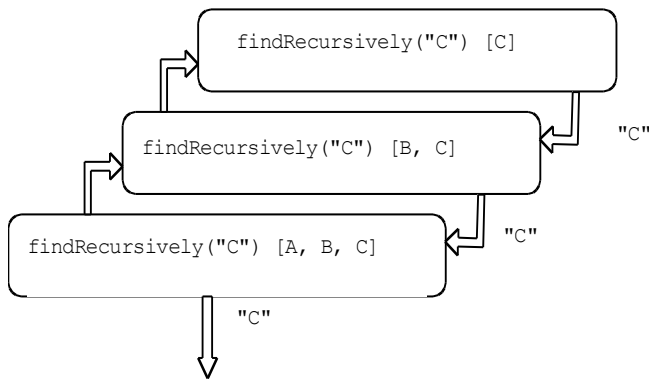 findRecursively("C") [C]
"C"
findRecursively("C") [B, C]
"C"
findRecursively("C") [A, B, C]
"C"